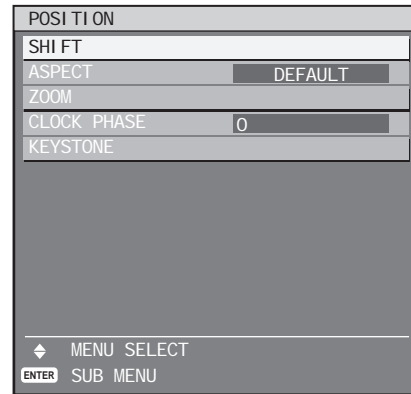 POSITION
SHIFT
ASPECT DEFAULT
ZOOM
CLOCK PHASE 0
KEYSTONE
MENU SELECT
ENTER SUB MENU